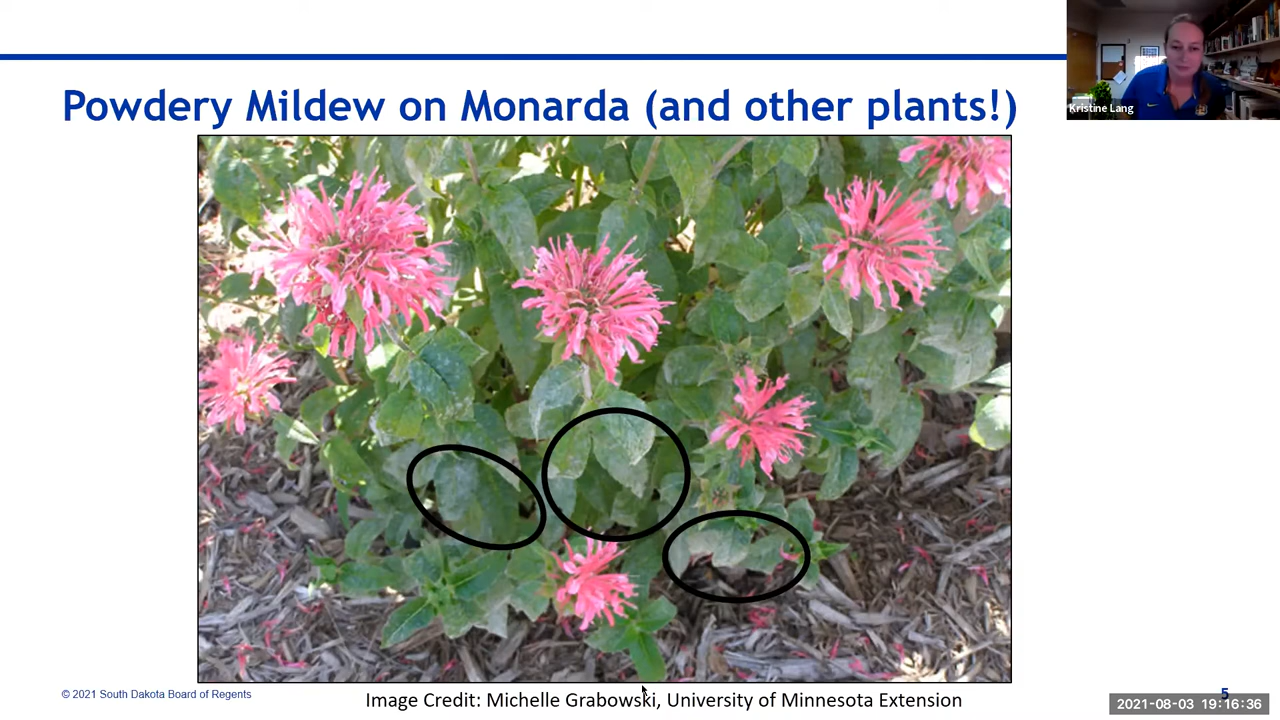 Kristine Lang
Powdery Mildew on Monarda (and other plants!)
© 2021 South Dakota Board of Regents
Image Credit: Michelle Grabowski, University of Minnesota Extension
5
2021-08-03 19:16:36